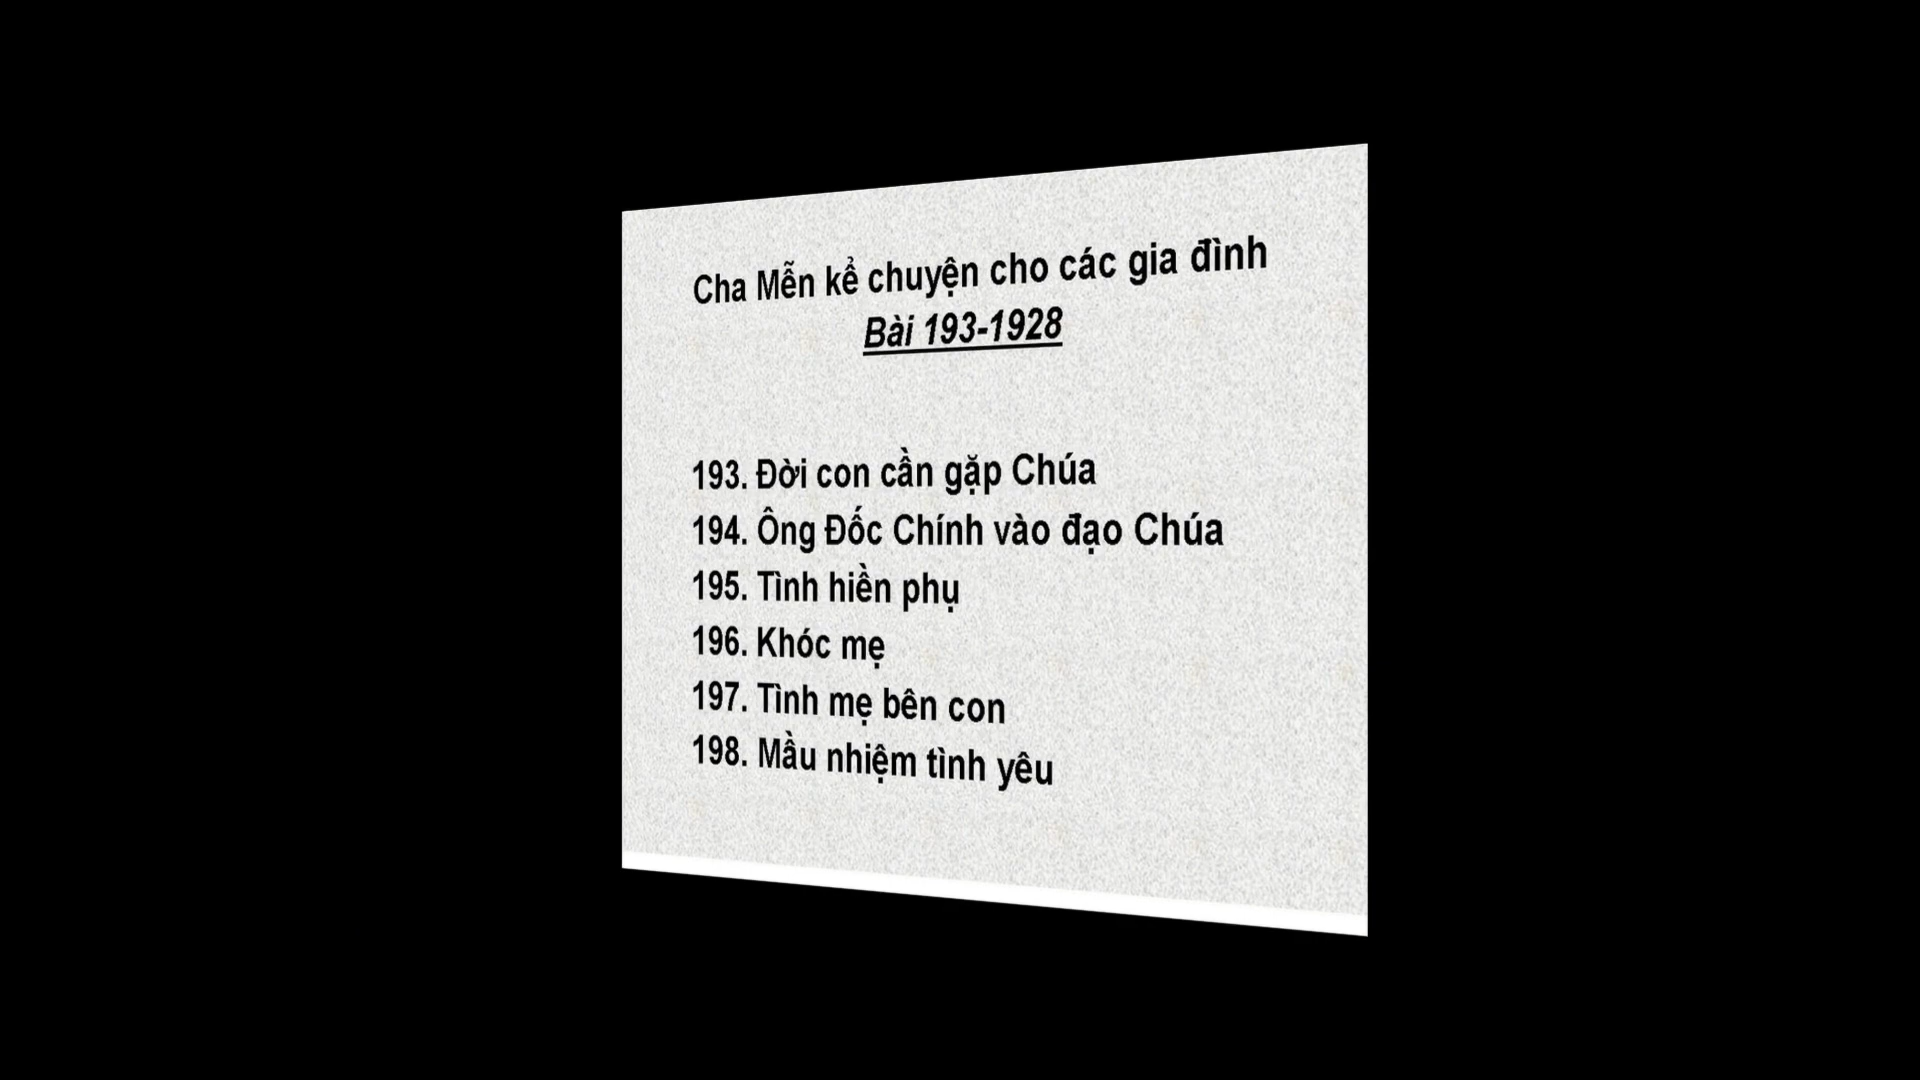 Cha Mễn kể chuyện cho các gia đình
Bài 193-1928
193. Đời con cần gặp Chúa
194. Ông Đốc Chính vào đạo Chúa
195. Tình hiền phụ
196. Khóc mẹ
197. Tình mẹ bên con
198. Mầu nhiệm tình yêu